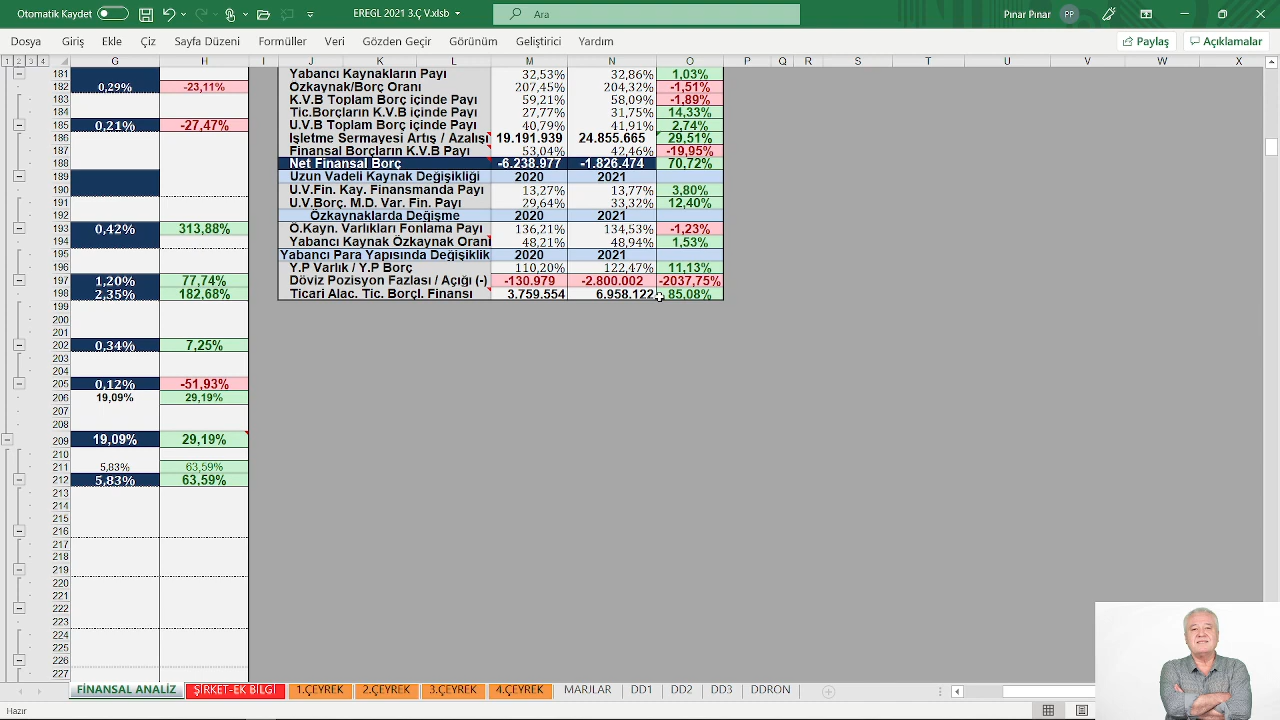 Otomatik Kaydet
EREGL 2021 3.Ç V.xlsb
Ara
Pınar Pınar
PP
Dosya Giriş Ekle Çiz Sayfa Düzeni Formüller Veri Gözden Geçir Görünüm Geliştirici Yardım
Paylaş Açıklamalar
1 2 3 4 G H I J K L M N O P Q R S T U V W X
181 Yabancı Kaynakların Payı 32,53% 32,86% 1,03%
182 0,29% -23,11% Özkaynak/Borç Oranı 207,45% 204,32% -1,51%
183 K.V.B Toplam Borç içinde Payı 59,21% 58,09% -1,89%
184 Tic.Borçların K.V.B içinde Payı 27,77% 31,75% 14,33%
185 0,21% -27,47% U.V.B Toplam Borç içinde Payı 40,79% 41,91% 2,74%
186 İşletme Sermayesi Artış / Azalışı 19.191.939 24.855.665 29,51%
187 Finansal Borçların K.V.B Payı 53,04% 42,46% -19,95%
188 Net Finansal Borç -6.238.977 -1.826.474 70,72%
189 Uzun Vadeli Kaynak Değişikliği 2020 2021
190 U.V.Fin. Kay. Finansmanda Payı 13,27% 13,77% 3,80%
191 U.V.Borç. M.D. Var. Fin. Payı 29,64% 33,32% 12,40%
192 Özkaynaklarda Değişme 2020 2021
193 0,42% 313,88% Ö.Kayn. Varlıkları Fonlama Payı 136,21% 134,53% -1,23%
194 Yabancı Kaynak Özkaynak Oranı 48,21% 48,94% 1,53%
195 Yabancı Para Yapısında Değişiklik 2020 2021
196 Y.P Varlık / Y.P Borç 110,20% 122,47% 11,13%
197 1,20% 77,74% Döviz Pozisyon Fazlası / Açığı (-) -130.979 -2.800.002 -2037,75%
198 2,35% 182,68% Ticari Alac. Tic. Borçl. Finansı 3.759.554 6.958.122 85,08%
199
200
201
202 0,34% 7,25%
203
204
205 0,12% -51,93%
206 19,09% 29,19%
207
208
209 19,09% 29,19%
210
211 5,83% 63,59%
212 5,83% 63,59%
213
214
215
216
217
218
219
220
221
222
223
224
225
226
227
FİNANSAL ANALİZ ŞİRKET-EK BİLGİ 1.ÇEYREK 2.ÇEYREK 3.ÇEYREK 4.ÇEYREK MARJLAR DD1 DD2 DD3 DDRON
Hazır